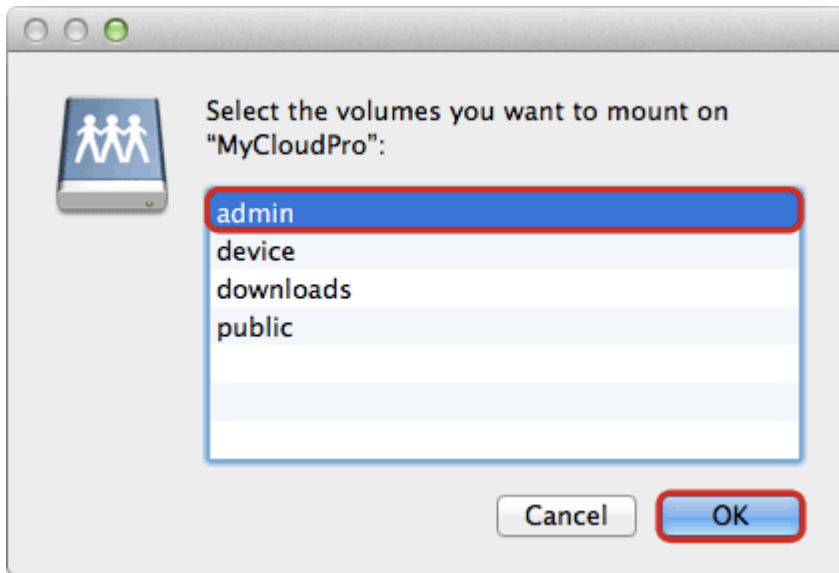 Select the volumes you want to mount on
“MyCloudPro”:
admin
device
downloads
public
Cancel
OK